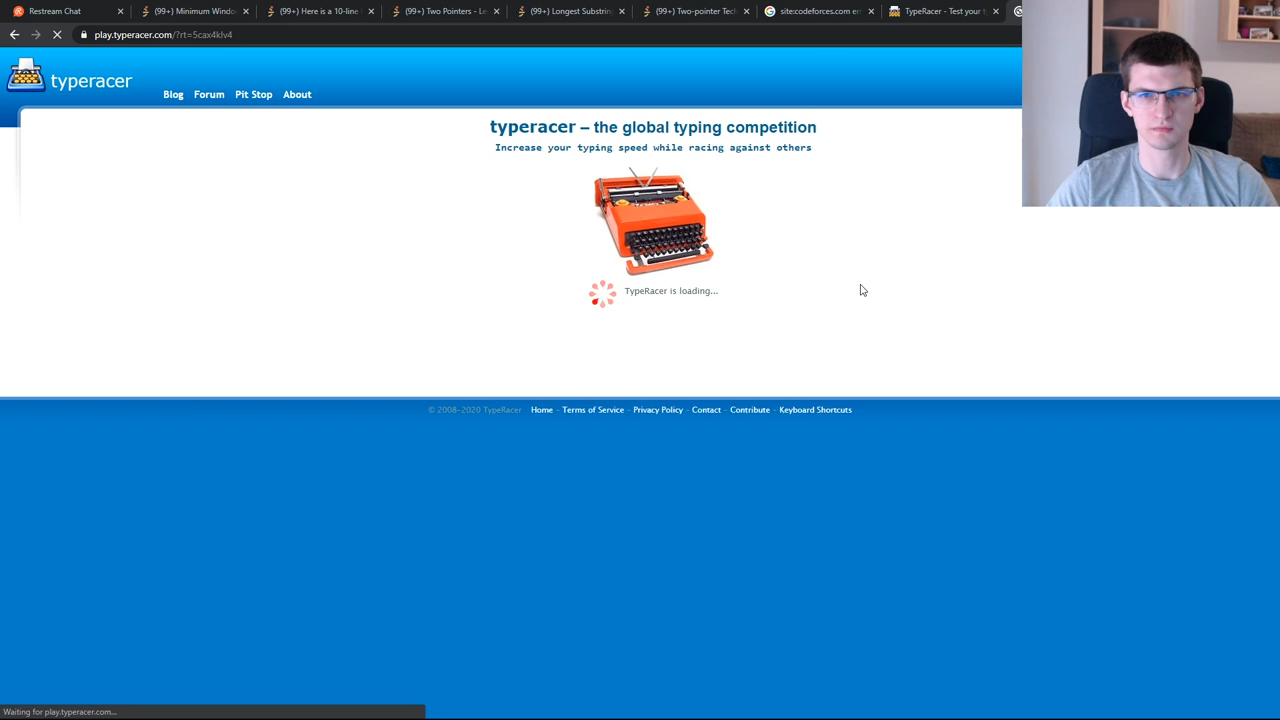 Restream Chat
(99+) Minimum Windo
(99+) Here is a 10-line
(99+) Two Pointers - Le
(99+) Longest Substring
(99+) Two-pointer Tech
site:codeforces.com er
TypeRacer - Test your ty
play.typeracer.com/?rt=5cax4klv4
typeracer
Blog
Forum
Pit Stop
About
typeracer – the global typing competition
Increase your typing speed while racing against others
TypeRacer is loading...
© 2008-2020 TypeRacer Home - Terms of Service - Privacy Policy - Contact - Contribute - Keyboard Shortcuts
Waiting for play.typeracer.com...